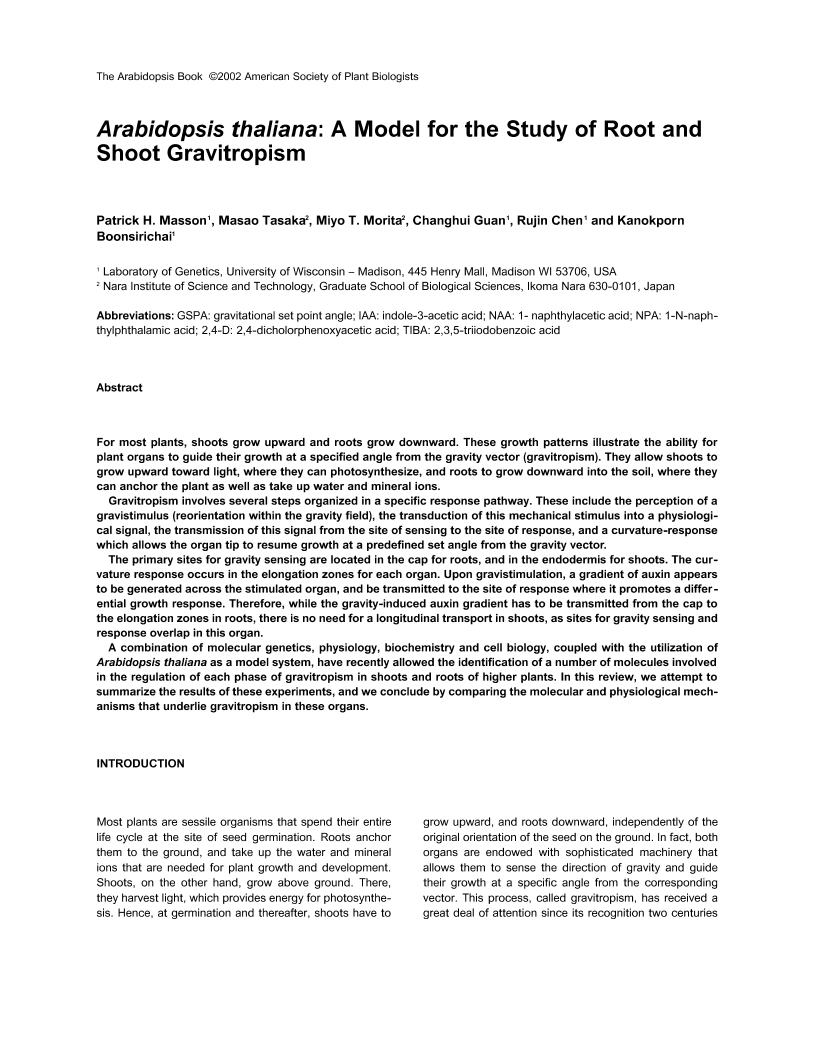 The Arabidopsis Book ©2002 American Society of Plant Biologists
Arabidopsis thaliana: A Model for the Study of Root and
Shoot Gravitropism
Patrick H. Masson¹, Masao Tasaka², Miyo T. Morita², Changhui Guan¹, Rujin Chen¹ and Kanokporn
Boonsirichai¹
¹ Laboratory of Genetics, University of Wisconsin – Madison, 445 Henry Mall, Madison WI 53706, USA
² Nara Institute of Science and Technology, Graduate School of Biological Sciences, Ikoma Nara 630-0101, Japan
Abbreviations: GSPA: gravitational set point angle; IAA: indole-3-acetic acid; NAA: 1- naphthylacetic acid; NPA: 1-N-naph-
thylphthalamic acid; 2,4-D: 2,4-dicholorphenoxyacetic acid; TIBA: 2,3,5-triiodobenzoic acid
Abstract
For most plants, shoots grow upward and roots grow downward. These growth patterns illustrate the ability for
plant organs to guide their growth at a specified angle from the gravity vector (gravitropism). They allow shoots to
grow upward toward light, where they can photosynthesize, and roots to grow downward into the soil, where they
can anchor the plant as well as take up water and mineral ions.
Gravitropism involves several steps organized in a specific response pathway. These include the perception of a
gravistimulus (reorientation within the gravity field), the transduction of this mechanical stimulus into a physiologi-
cal signal, the transmission of this signal from the site of sensing to the site of response, and a curvature-response
which allows the organ tip to resume growth at a predefined set angle from the gravity vector.
The primary sites for gravity sensing are located in the cap for roots, and in the endodermis for shoots. The cur-
vature response occurs in the elongation zones for each organ. Upon gravistimulation, a gradient of auxin appears
to be generated across the stimulated organ, and be transmitted to the site of response where it promotes a differ-
ential growth response. Therefore, while the gravity-induced auxin gradient has to be transmitted from the cap to
the elongation zones in roots, there is no need for a longitudinal transport in shoots, as sites for gravity sensing and
response overlap in this organ.
A combination of molecular genetics, physiology, biochemistry and cell biology, coupled with the utilization of
Arabidopsis thaliana as a model system, have recently allowed the identification of a number of molecules involved
in the regulation of each phase of gravitropism in shoots and roots of higher plants. In this review, we attempt to
summarize the results of these experiments, and we conclude by comparing the molecular and physiological mech-
anisms that underlie gravitropism in these organs.
INTRODUCTION
Most plants are sessile organisms that spend their entire
life cycle at the site of seed germination. Roots anchor
them to the ground, and take up the water and mineral
ions that are needed for plant growth and development.
Shoots, on the other hand, grow above ground. There,
they harvest light, which provides energy for photosynthe-
sis. Hence, at germination and thereafter, shoots have to
grow upward, and roots downward, independently of the
original orientation of the seed on the ground. In fact, both
organs are endowed with sophisticated machinery that
allows them to sense the direction of gravity and guide
their growth at a specific angle from the corresponding
vector. This process, called gravitropism, has received a
great deal of attention since its recognition two centuries